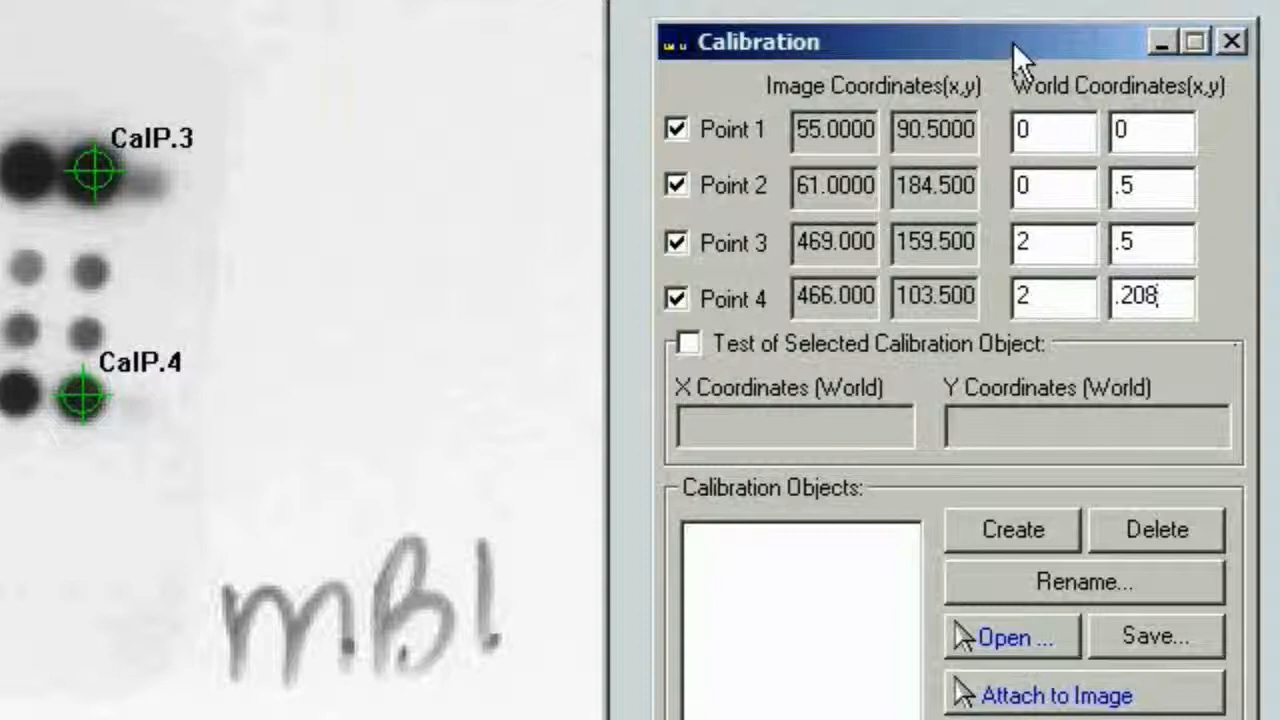 CalP.3
CalP.4
mB1.
Calibration
Image Coordinates(x,y) World Coordinates(x,y)
Point 1 55.0000 90.5000 0 0
Point 2 61.0000 184.500 0 .5
Point 3 469.000 159.500 2 .5
Point 4 466.000 103.500 2 .208
Test of Selected Calibration Object:
X Coordinates (World) Y Coordinates (World)
Calibration Objects:
Create Delete
Rename...
Open ... Save...
Attach to Image